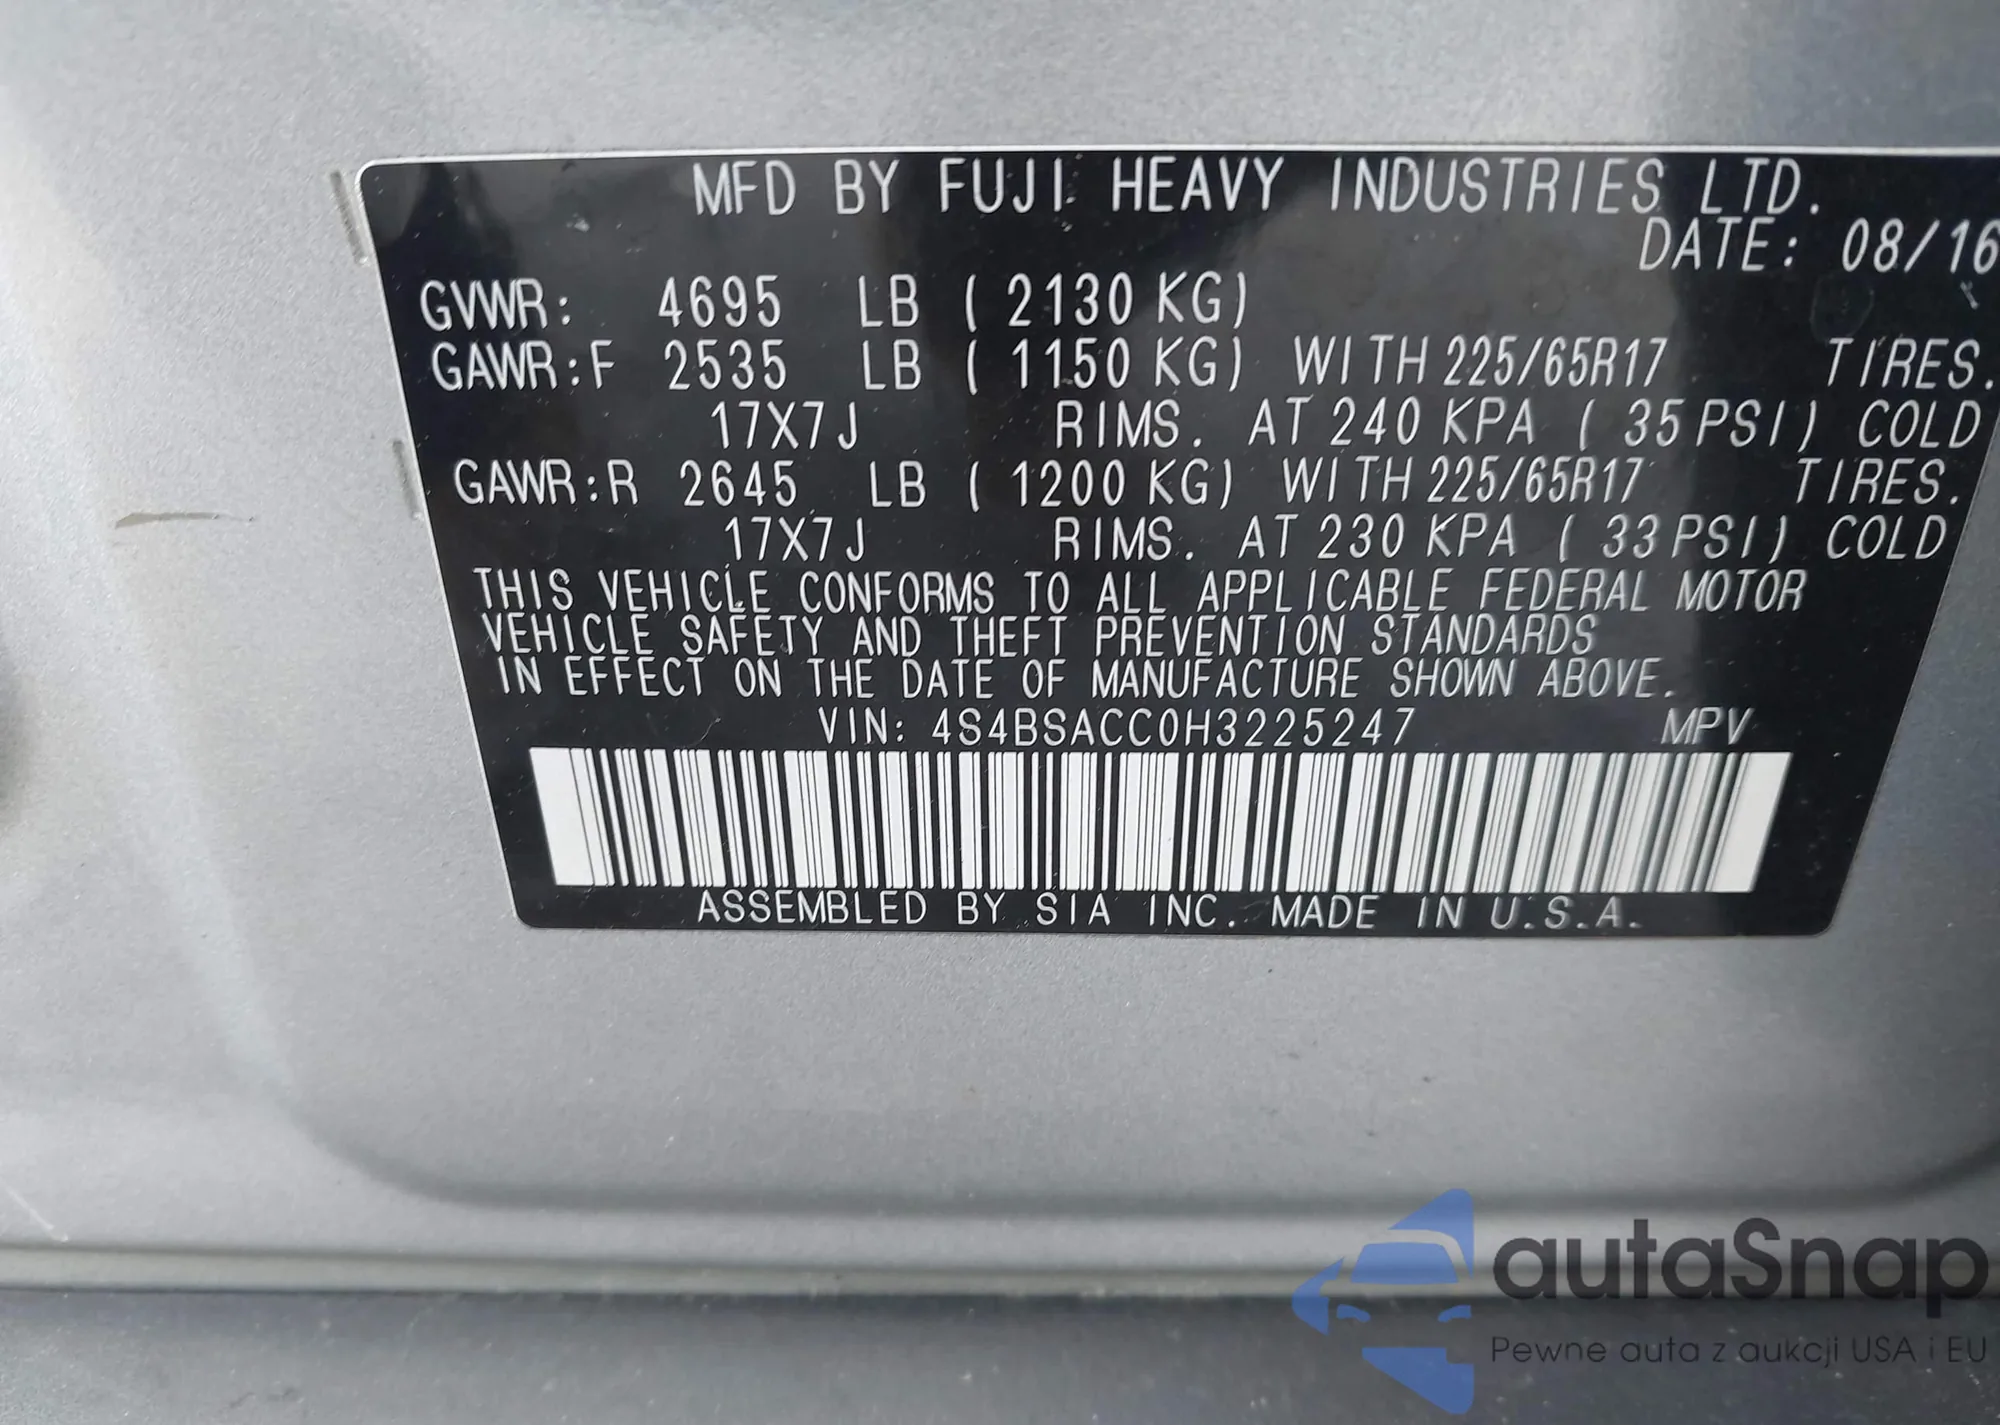 MFD BY FUJI HEAVY INDUSTRIES LTD.
DATE: 08/16
GVWR: 4695 LB ( 2130 KG)
GAWR:F 2535 LB ( 1150 KG) WITH 225/65R17 TIRES.
17X7J RIMS. AT 240 KPA ( 35 PSI) COLD
GAWR:R 2645 LB ( 1200 KG) WITH 225/65R17 TIRES.
17X7J RIMS. AT 230 KPA ( 33 PSI) COLD
THIS VEHICLE CONFORMS TO ALL APPLICABLE FEDERAL MOTOR
VEHICLE SAFETY AND THEFT PREVENTION STANDARDS
IN EFFECT ON THE DATE OF MANUFACTURE SHOWN ABOVE.
VIN: 4S4BSACC0H3225247 MPV
ASSEMBLED BY SIA INC. MADE IN U.S.A.
autaSnap
Pewne auta z aukcji USA i EU